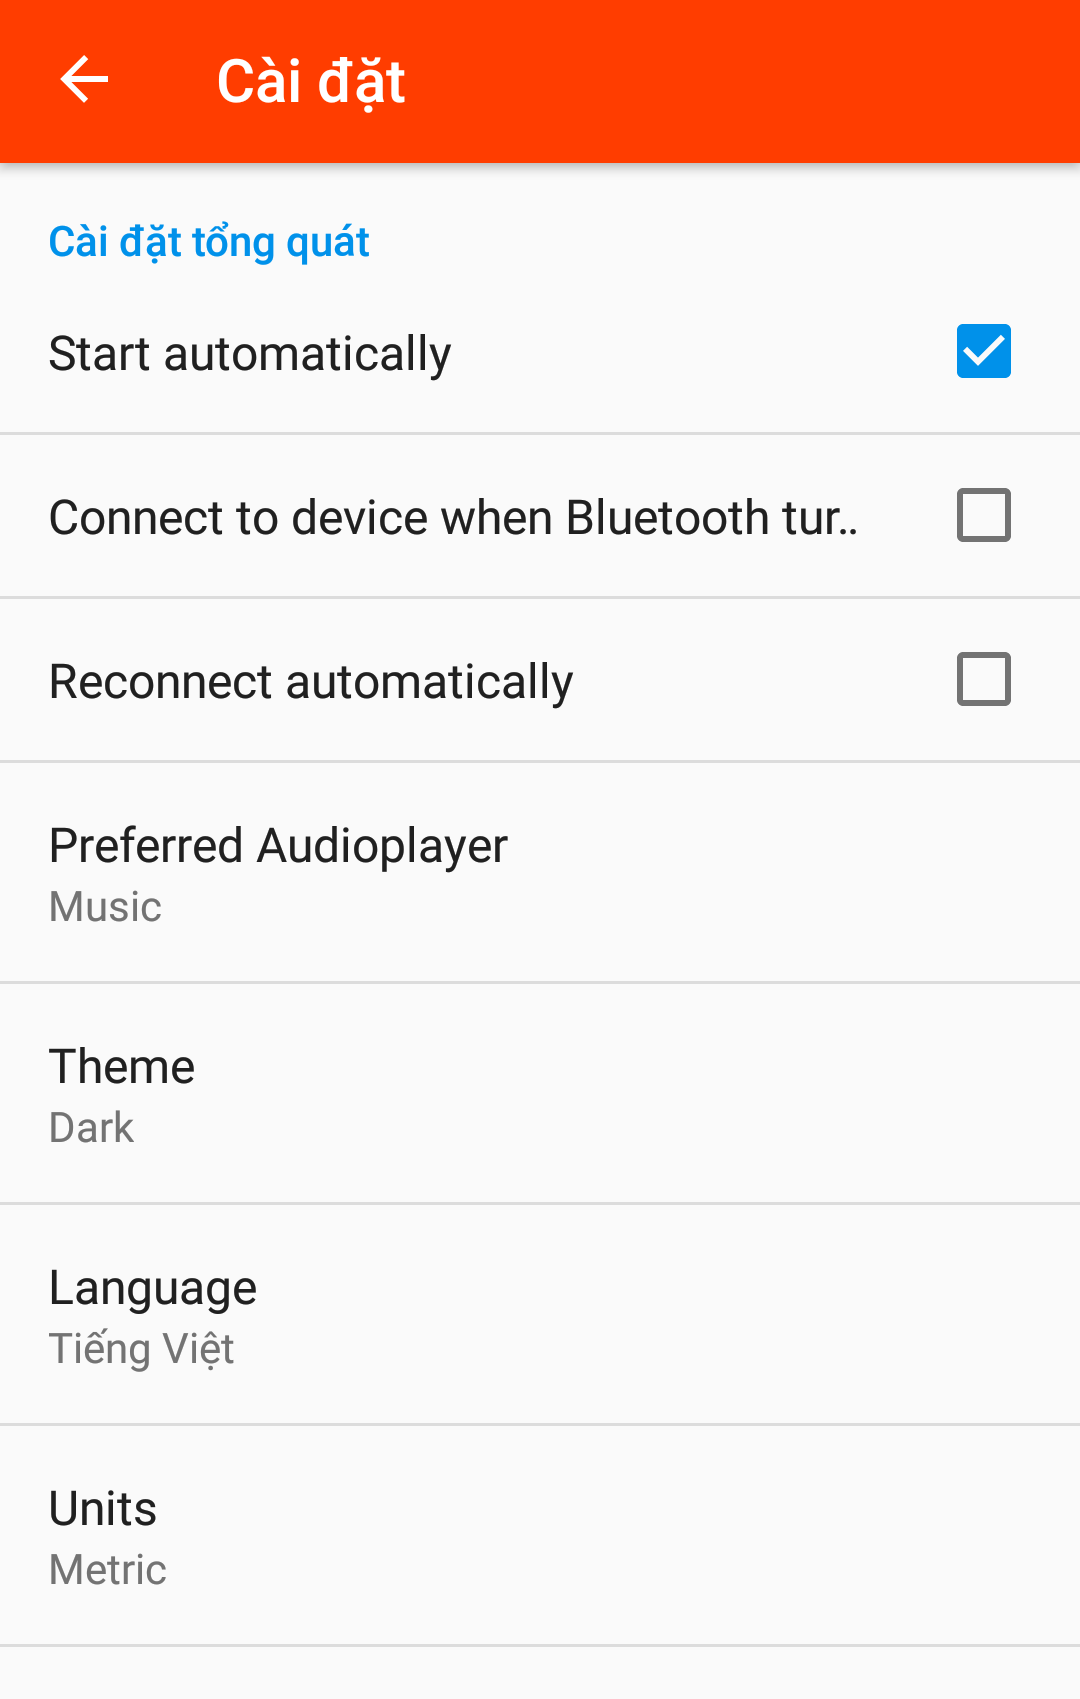 Cài đặt
Cài đặt tổng quát
Start automatically
Connect to device when Bluetooth tur..
Reconnect automatically
Preferred Audioplayer
Music
Theme
Dark
Language
Tiếng Việt
Units
Metric